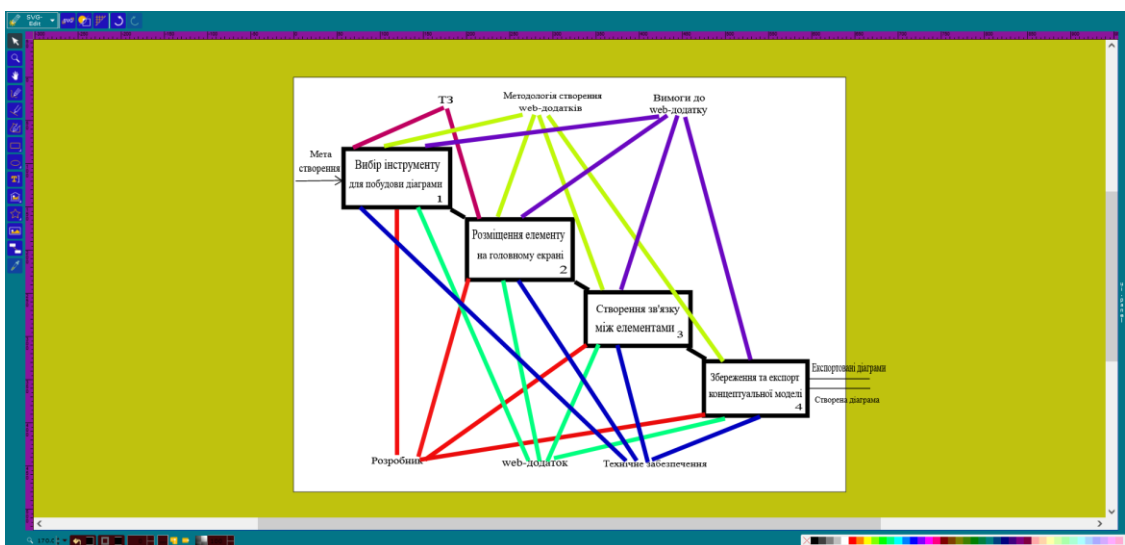 SVG-
Edit
ТЗ
Методологія створення
web-додатків
Вимоги до
web-додатку
Мета
створення
Вибір інструменту
для побудови діаграми
1
Розміщення елементу
на головному екрані
2
Створення зв'язку
між елементами
3
Збереження та експорт
концептуальної моделі
4
Експортовані діаграми
Створена діаграма
Розробник
web-додаток
Технічне забезпечення